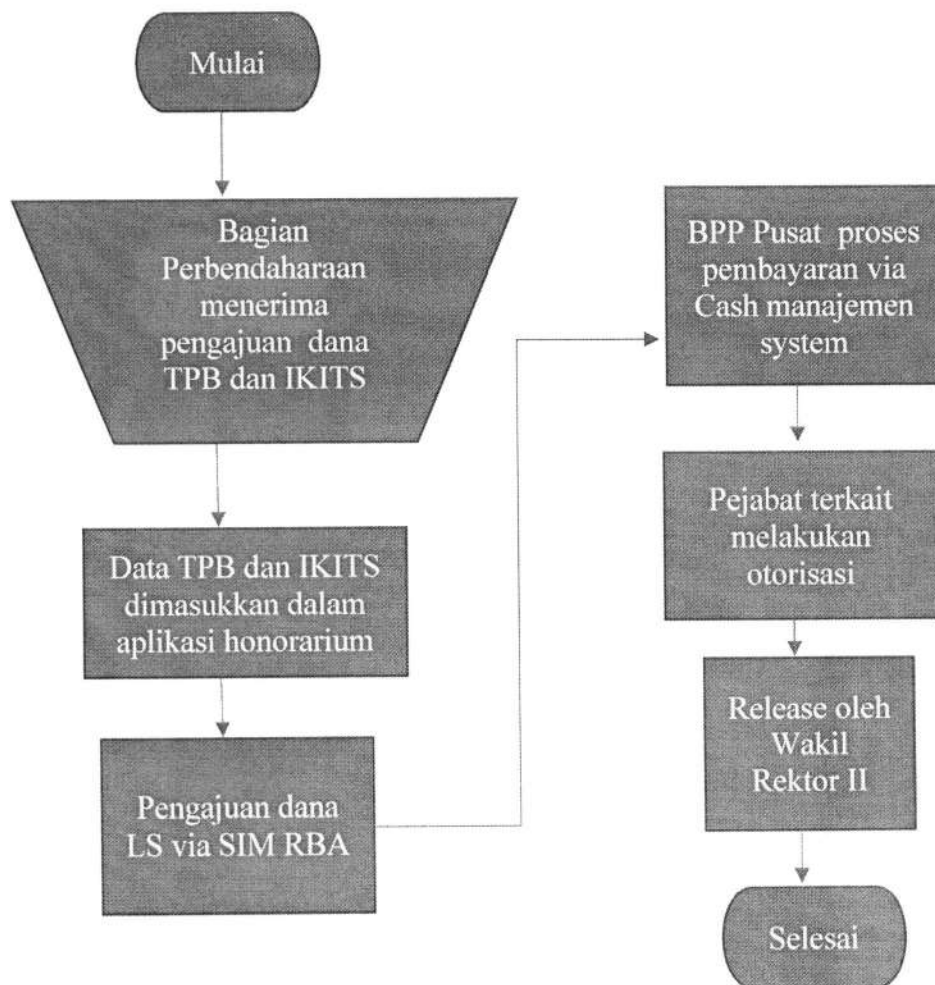 Mulai
Bagian
Perbendaharaan
menerima
pengajuan dana
TPB dan IKITS
Data TPB dan IKITS
dimasukkan dalam
aplikasi honorarium
Pengajuan dana
LS via SIM RBA
BPP Pusat proses
pembayaran via
Cash manajemen
system
Pejabat terkait
melakukan
otorisasi
Release oleh
Wakil
Rektor II
Selesai